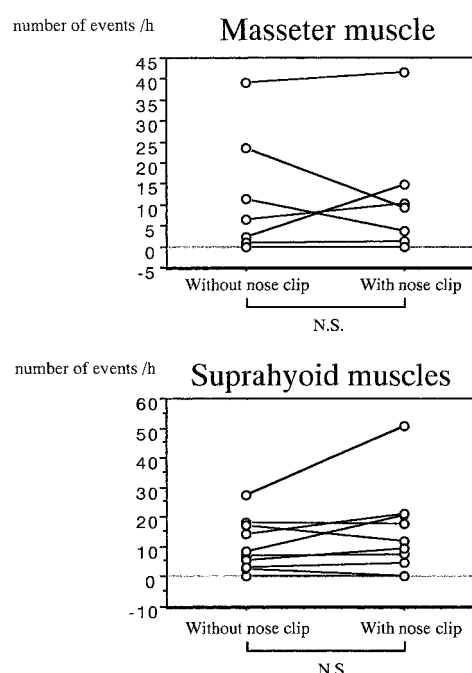 number of events /h
Masseter muscle
45
40
35
30
25
20
15
10
5
0
-5
Without nose clip With nose clip
N.S.
number of events /h
Suprahyoid muscles
60
50
40
30
20
10
0
-10
Without nose clip With nose clip
N.S